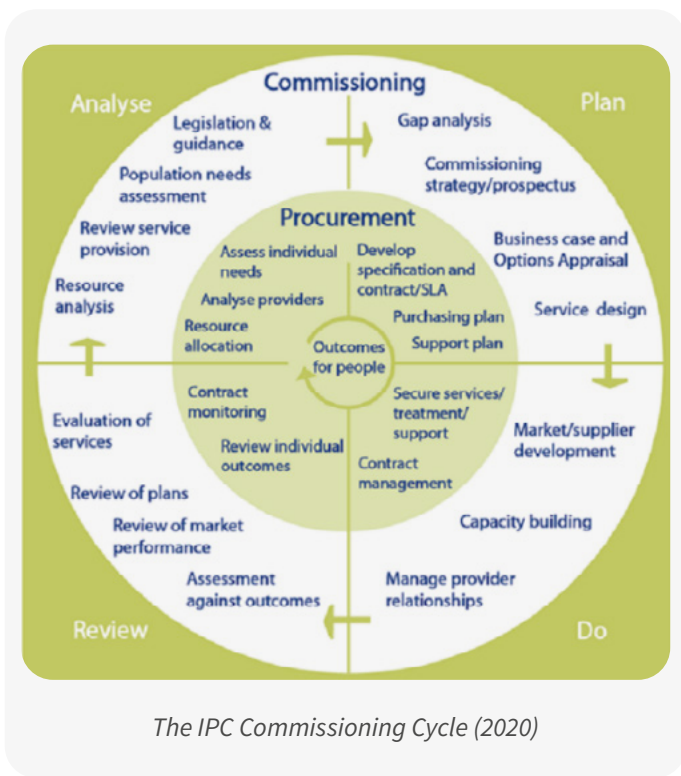 Commissioning
Analyse
Legislation &
guidance
Population needs
assessment
Review service
provision
Resource
analysis
Plan
Gap analysis
Commissioning
strategy/prospectus
Business case and
Options Appraisal
Service design
Procurement
Assess individual
needs
Analyse providers
Resource
allocation
Develop
specification and
contract/SLA
Purchasing plan
Support plan
Outcomes
for people
Contract
monitoring
Review individual
outcomes
Secure services/
treatment/
support
Contract
management
Evaluation of
services
Review of plans
Review of market
performance
Assessment
against outcomes
Review
Market/supplier
development
Capacity building
Manage provider
relationships
Do
The IPC Commissioning Cycle (2020)